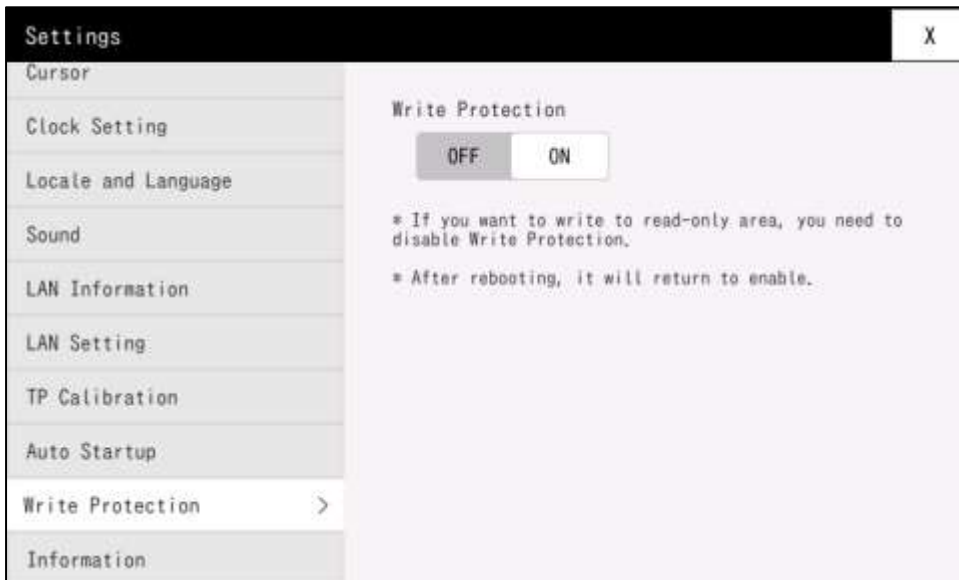 Settings
X
Cursor
Clock Setting
Locale and Language
Sound
LAN Information
LAN Setting
TP Calibration
Auto Startup
Write Protection >
Information
Write Protection
OFF ON
* If you want to write to read-only area, you need to
disable Write Protection.
* After rebooting, it will return to enable.